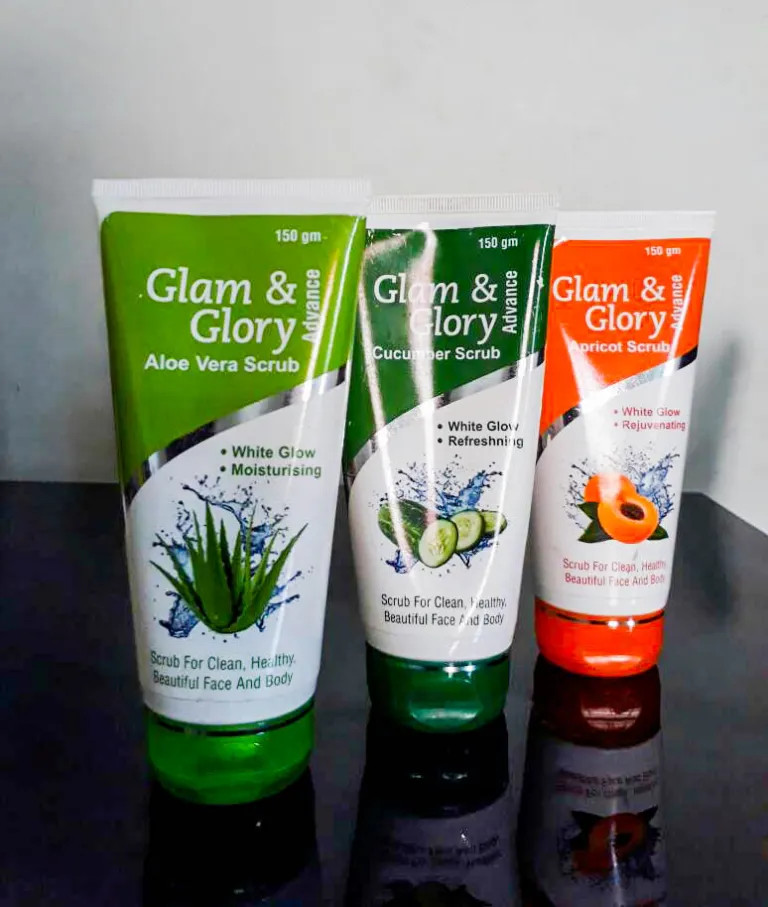 150 gm
Glam &
Glory
Advance
Aloe Vera Scrub
• White Glow
• Moisturising
Scrub For Clean, Healthy,
Beautiful Face And Body
150 gm
Glam &
Glory
Advance
Cucumber Scrub
• White Glow
• Refreshning
Scrub For Clean, Healthy,
Beautiful Face And Body
150 gm
Glam &
Glory
Advance
Apricot Scrub
• White Glow
• Rejuvenating
Scrub For Clean, Healthy,
Beautiful Face And Body